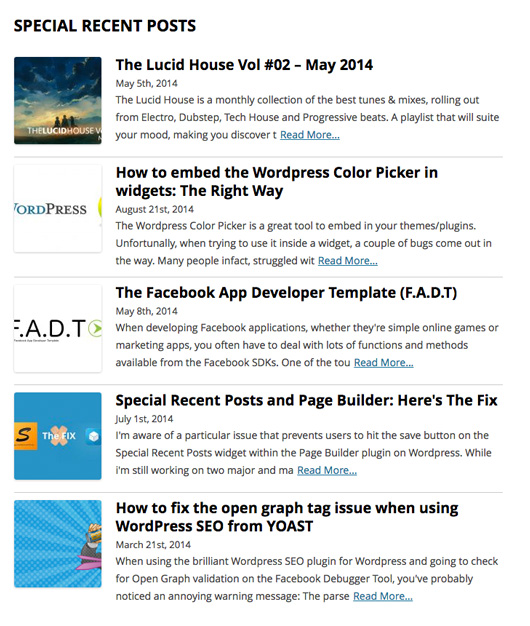 SPECIAL RECENT POSTS
THELUCIDHOUSE V
The Lucid House Vol #02 – May 2014
May 5th, 2014
The Lucid House is a monthly collection of the best tunes & mixes, rolling out
from Electro, Dubstep, Tech House and Progressive beats. A playlist that will suite
your mood, making you discover t Read More...
WORDPRESS
How to embed the Wordpress Color Picker in
widgets: The Right Way
August 21st, 2014
The Wordpress Color Picker is a great tool to embed in your themes/plugins.
Unfortunally, when trying to use it inside a widget, a couple of bugs come out in
the way. Many people infact, struggled wit Read More...
F.A.D.T
Facebook App Developer Template
The Facebook App Developer Template (F.A.D.T)
May 8th, 2014
When developing Facebook applications, whether they're simple online games or
marketing apps, you often have to deal with lots of functions and methods
available from the Facebook SDKs. One of the tou Read More...
S The FIX
Special Recent Posts and Page Builder: Here's The Fix
July 1st, 2014
I'm aware of a particular issue that prevents users to hit the save button on the
Special Recent Posts widget within the Page Builder plugin on Wordpress. While
i'm still working on two major and ma Read More...
How to fix the open graph tag issue when using
WordPress SEO from YOAST
March 21st, 2014
When using the brilliant Wordpress SEO plugin for Wordpress and going to check
for Open Graph validation on the Facebook Debugger Tool, you've probably
noticed an annoying warning message: The parse Read More...